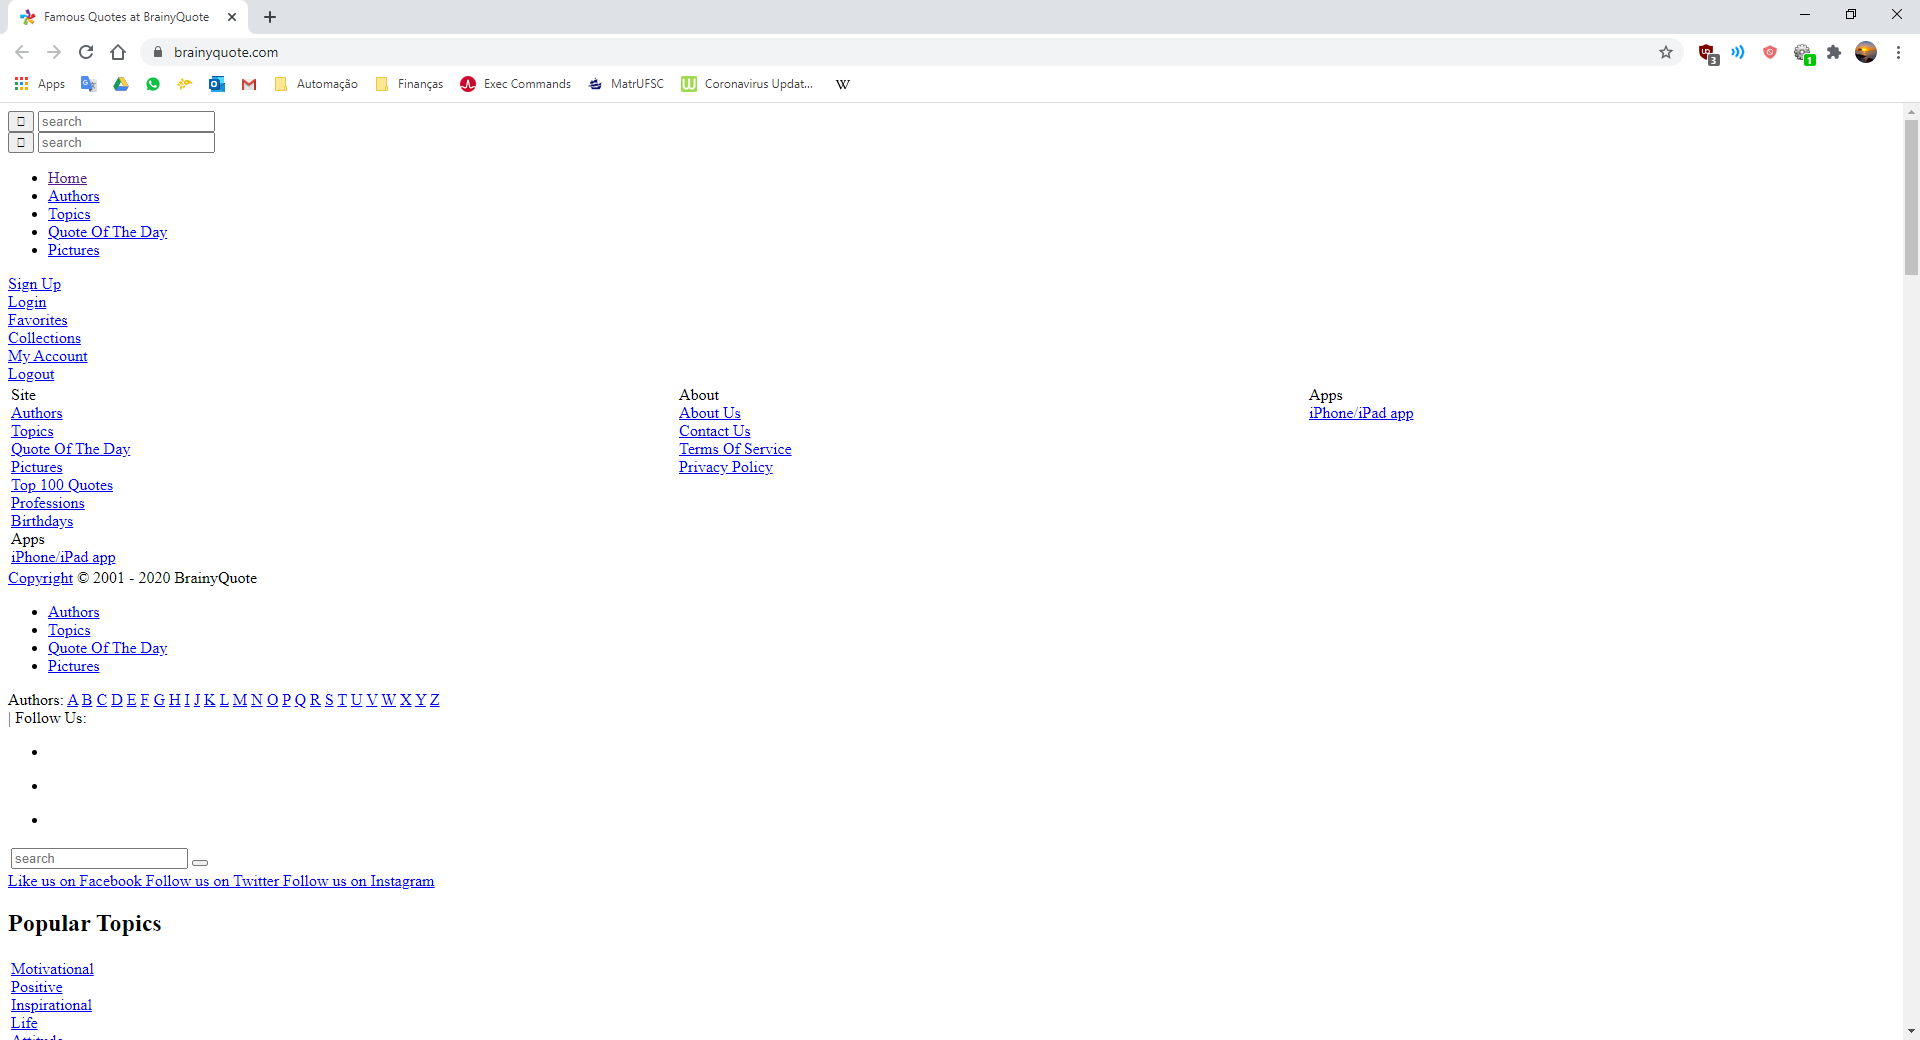 Famous Quotes at BrainyQuote
brainyquote.com
3
1
Apps Automação Finanças Exec Commands MatrUFSC Coronavirus Updat... W
search
search
Home
Authors
Topics
Quote Of The Day
Pictures
Sign Up
Login
Favorites
Collections
My Account
Logout
Site About Apps
Authors About Us iPhone/iPad app
Topics Contact Us
Quote Of The Day Terms Of Service
Pictures Privacy Policy
Top 100 Quotes
Professions
Birthdays
Apps
iPhone/iPad app
Copyright © 2001 - 2020 BrainyQuote
Authors
Topics
Quote Of The Day
Pictures
Authors: A B C D E F G H I J K L M N O P Q R S T U V W X Y Z
| Follow Us:
search
Like us on Facebook Follow us on Twitter Follow us on Instagram
Popular Topics
Motivational
Positive
Inspirational
Life
Attitude